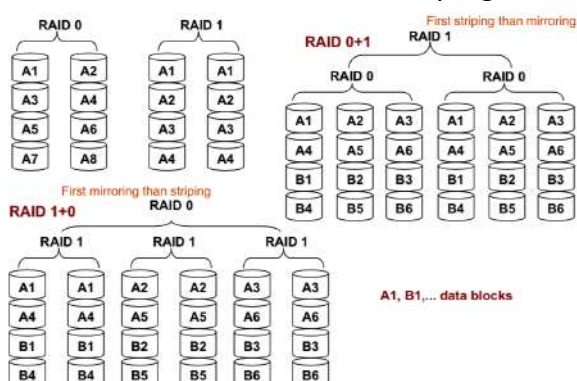 First striping than mirroring
RAID 0 RAID 1 RAID 0+1 RAID 1
RAID 0 RAID 0
A1 A2 A1 A1
A3 A4 A2 A2
A5 A6 A3 A3
A7 A8 A4 A4
A1 A2 A3 A1 A2 A3
A4 A5 A6 A4 A5 A6
B1 B2 B3 B1 B2 B3
B4 B5 B6 B4 B5 B6
First mirroring than striping
RAID 1+0 RAID 0
RAID 1 RAID 1 RAID 1
A1 A1 A2 A2 A3 A3
A4 A4 A5 A5 A6 A6
B1 B1 B2 B2 B3 B3
B4 B4 B5 B5 B6 B6
A1, B1,... data blocks